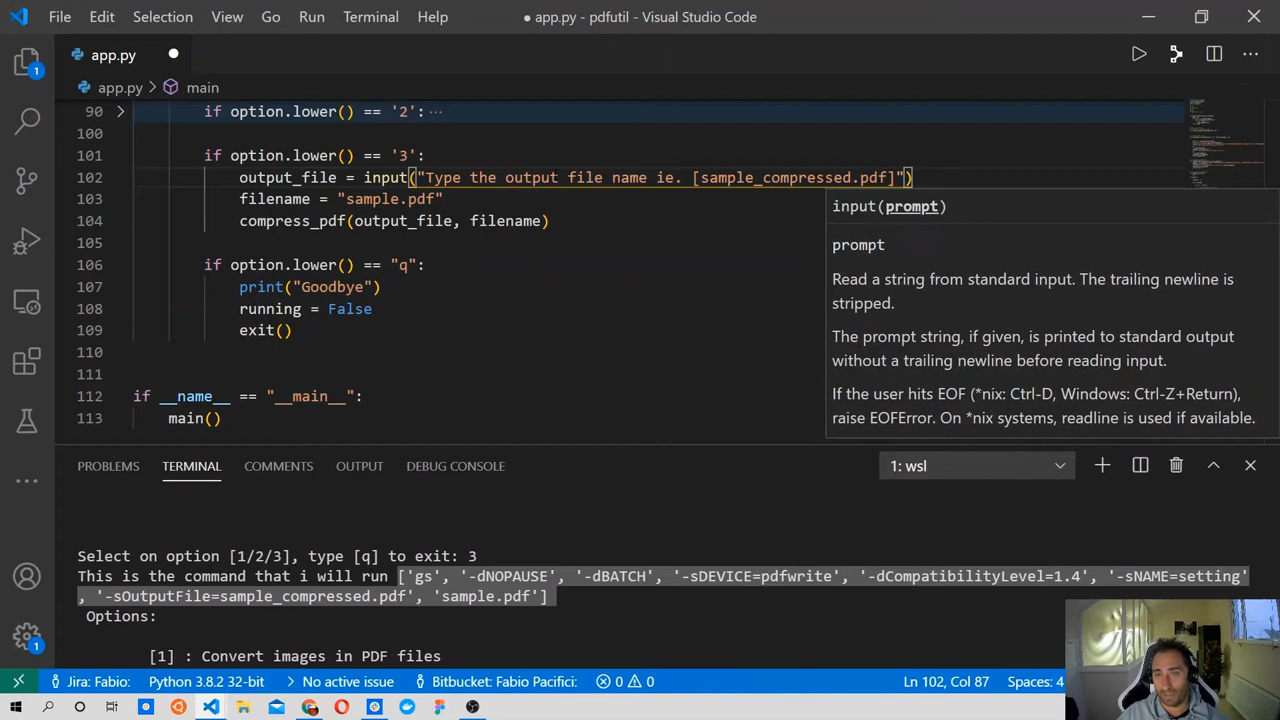 File Edit Selection View Go Run Terminal Help
● app.py - pdfutil - Visual Studio Code
app.py ●
app.py > main
90 > if option.lower() == '2': ···
100
101 if option.lower() == '3':
102 output_file = input("Type the output file name ie. [sample_compressed.pdf]")
103 filename = "sample.pdf"
104 compress_pdf(output_file, filename)
105
106 if option.lower() == "q":
107 print("Goodbye")
108 running = False
109 exit()
110
111
112 if __name__ == "__main__":
113 main()
input(prompt)
prompt
Read a string from standard input. The trailing newline is
stripped.
The prompt string, if given, is printed to standard output
without a trailing newline before reading input.
If the user hits EOF (*nix: Ctrl-D, Windows: Ctrl-Z+Return),
raise EOFError. On *nix systems, readline is used if available.
PROBLEMS TERMINAL COMMENTS OUTPUT DEBUG CONSOLE 1: wsl
Select on option [1/2/3], type [q] to exit: 3
This is the command that i will run ['gs', '-dNOPAUSE', '-dBATCH', '-sDEVICE=pdfwrite', '-dCompatibilityLevel=1.4', '-sNAME=setting'
, '-sOutputFile=sample_compressed.pdf', 'sample.pdf']
Options:
[1] : Convert images in PDF files
1
1
Jira: Fabio: Python 3.8.2 32-bit No active issue Bitbucket: Fabio Pacifici: 0 0 Ln 102, Col 87 Spaces: 4